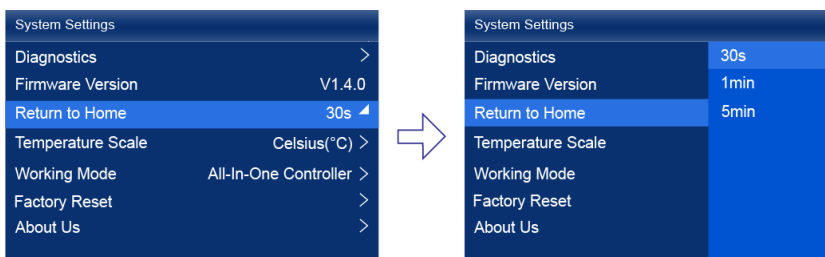 System Settings
Diagnostics >
Firmware Version V1.4.0
Return to Home 30s
Temperature Scale Celsius(°C) >
Working Mode All-In-One Controller >
Factory Reset >
About Us >
System Settings
Diagnostics 30s
Firmware Version 1min
Return to Home 5min
Temperature Scale
Working Mode
Factory Reset
About Us